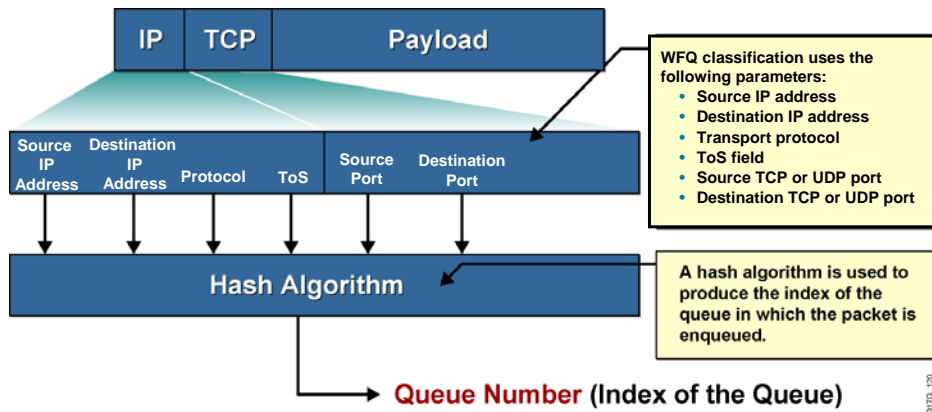 IP TCP Payload
WFQ classification uses the
following parameters:
• Source IP address
• Destination IP address
• Transport protocol
• ToS field
• Source TCP or UDP port
• Destination TCP or UDP port
Source
IP
Address
Destination
IP
Address
Protocol
ToS
Source
Port
Destination
Port
Hash Algorithm
A hash algorithm is used to
produce the index of the
queue in which the packet is
enqueued.
Queue Number (Index of the Queue)